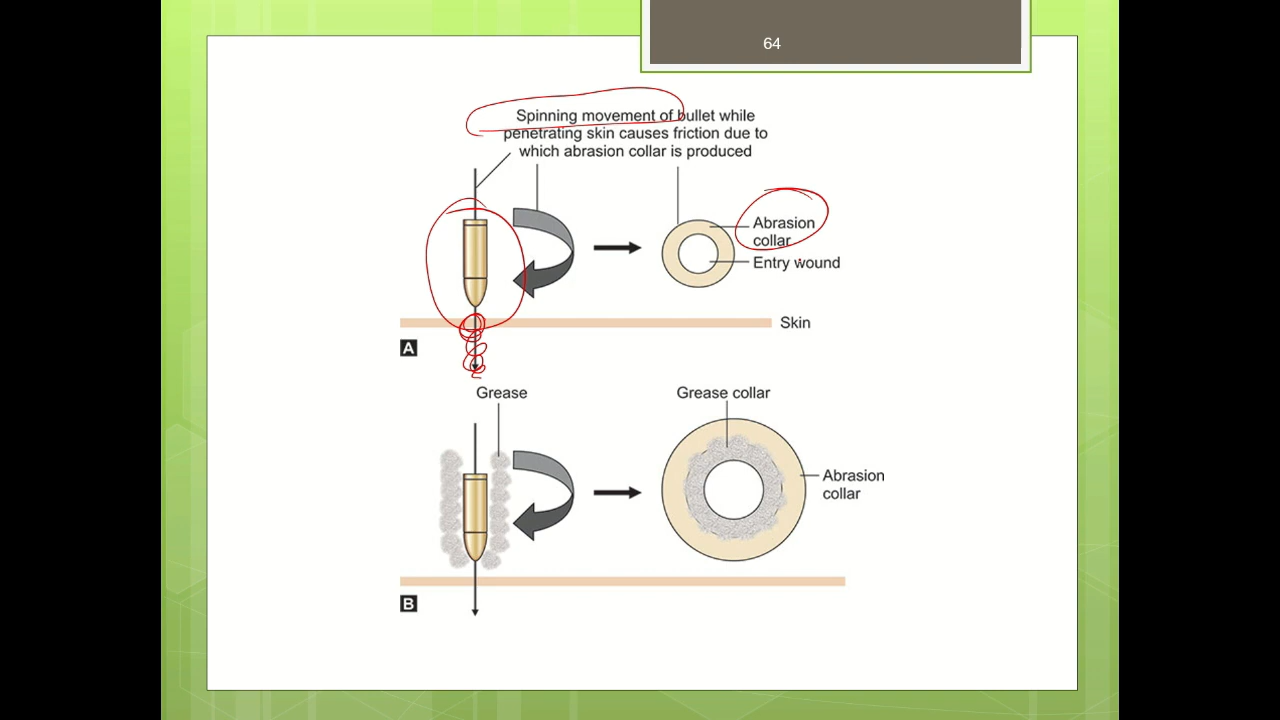 64
Spinning movement of bullet while
penetrating skin causes friction due to
which abrasion collar is produced
Abrasion
collar
Entry wound
Skin
A
Grease
Grease collar
Abrasion
collar
B